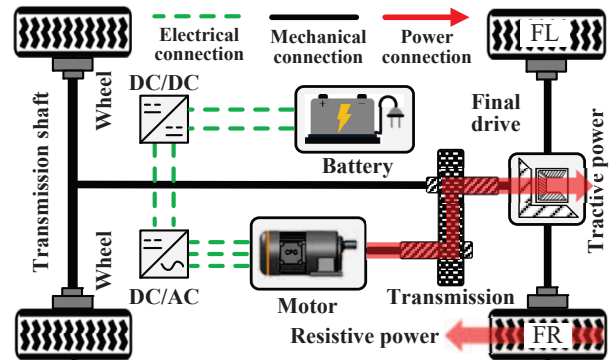 FL
Electrical connection
Mechanical connection
Power connection
Transmission shaft
Wheel
DC/DC
Final drive
+ -
Battery
Tractive power
Wheel
CPG
DC/AC
Motor
Transmission
Resistive power
FR